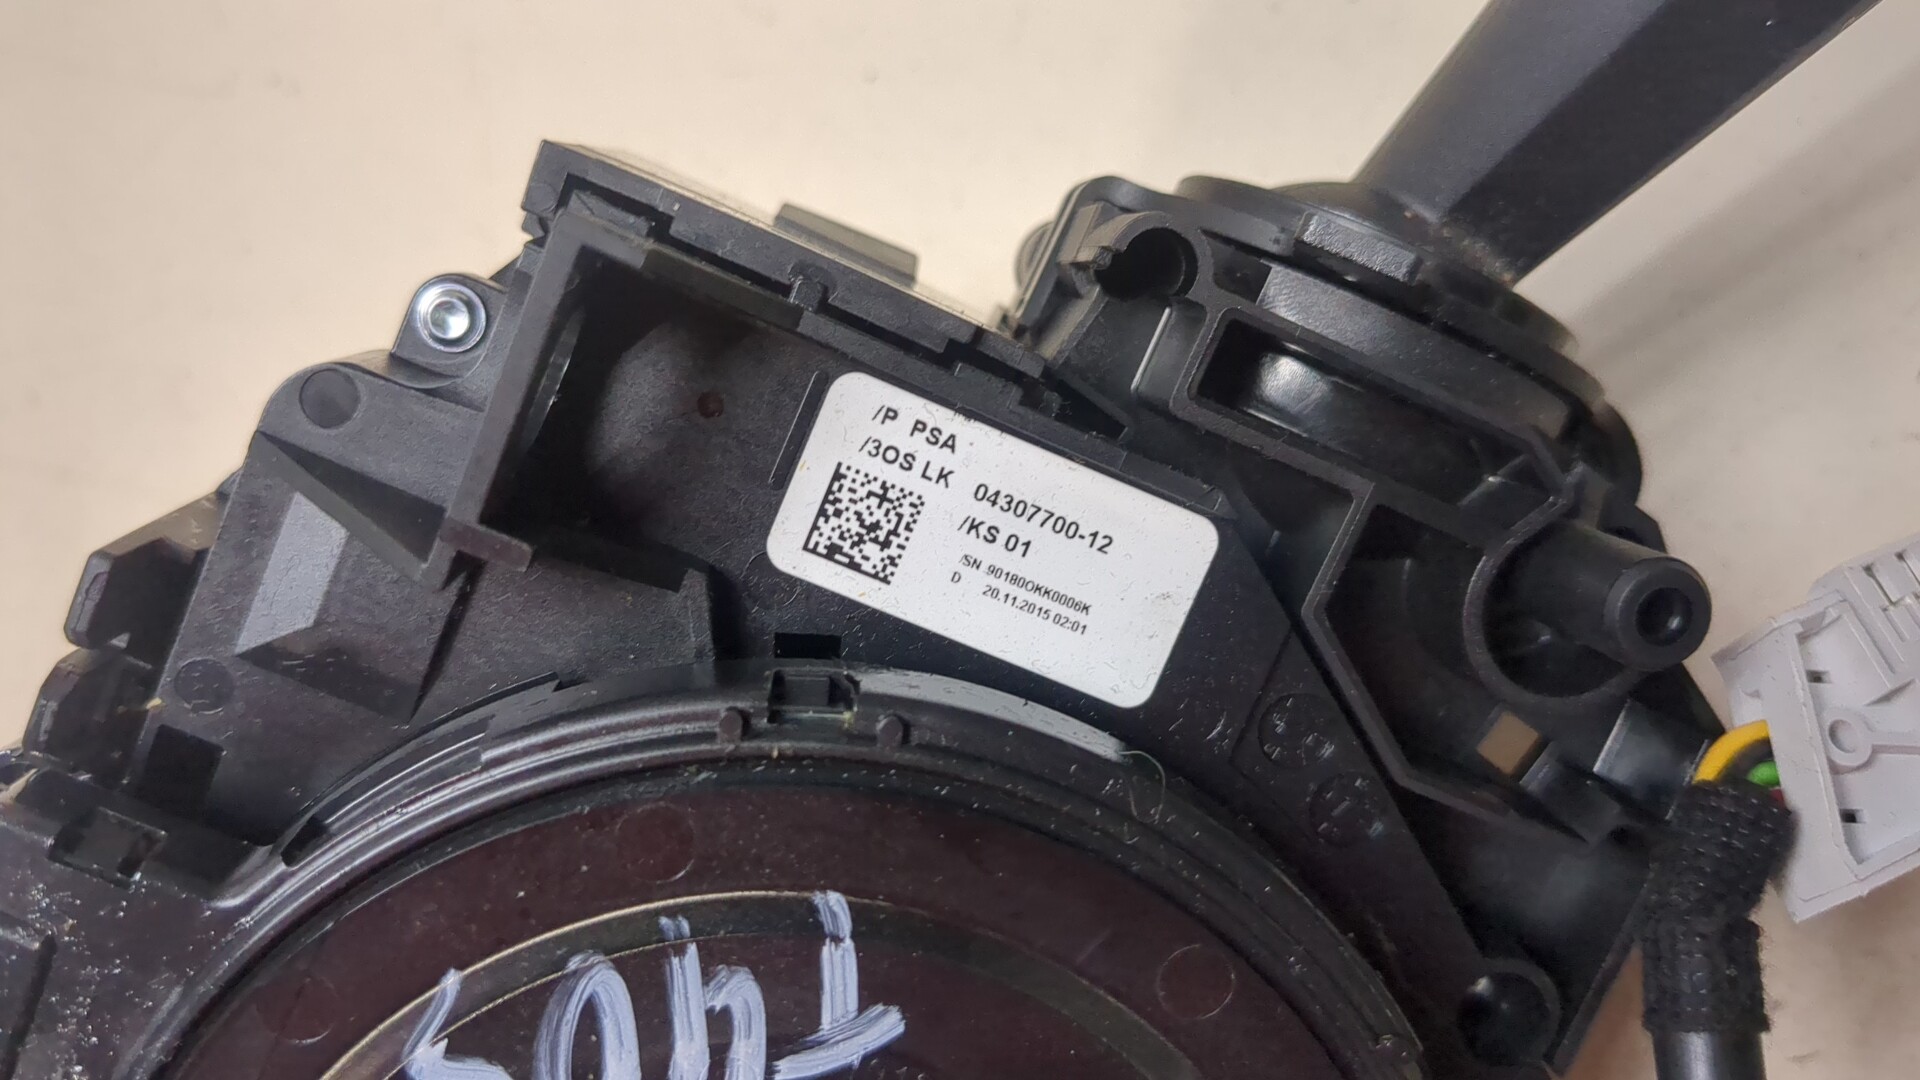 /P PSA
/3OS LK 04307700-12
/KS 01
/SN 90180OKK0006K
D 20.11.2015 02:01